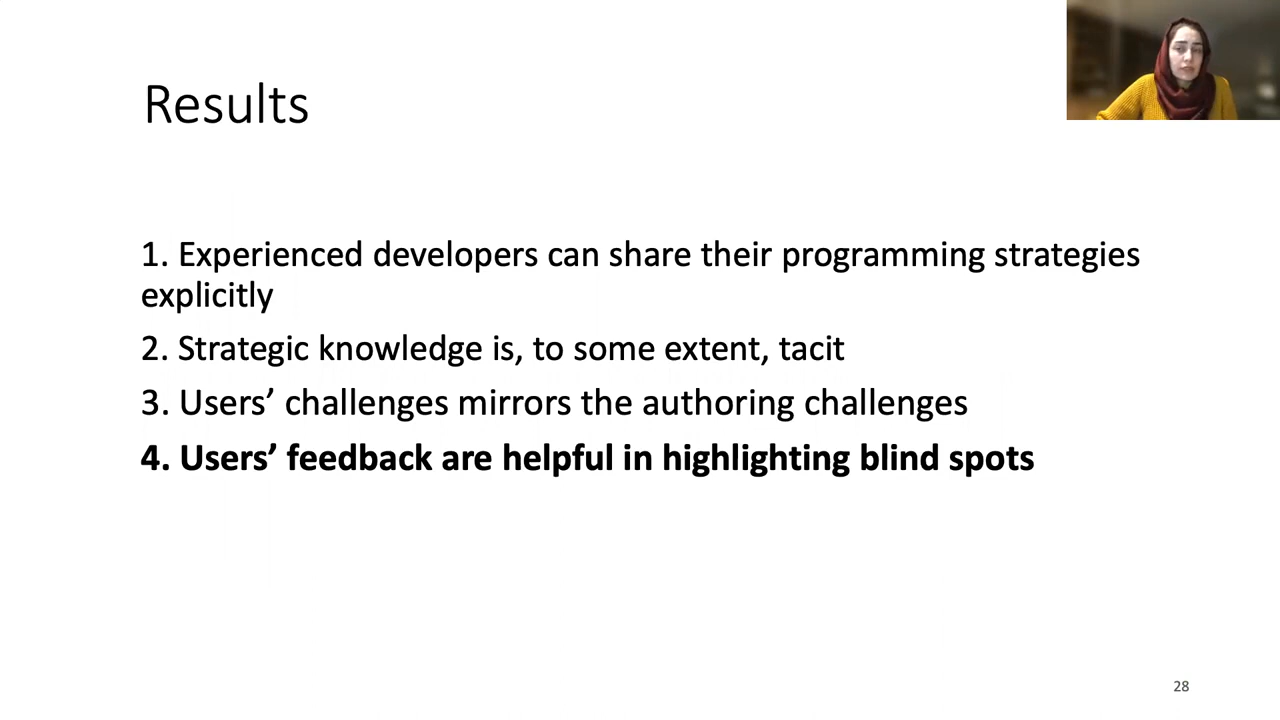 Results
1. Experienced developers can share their programming strategies
explicitly
2. Strategic knowledge is, to some extent, tacit
3. Users’ challenges mirrors the authoring challenges
4. Users’ feedback are helpful in highlighting blind spots
28